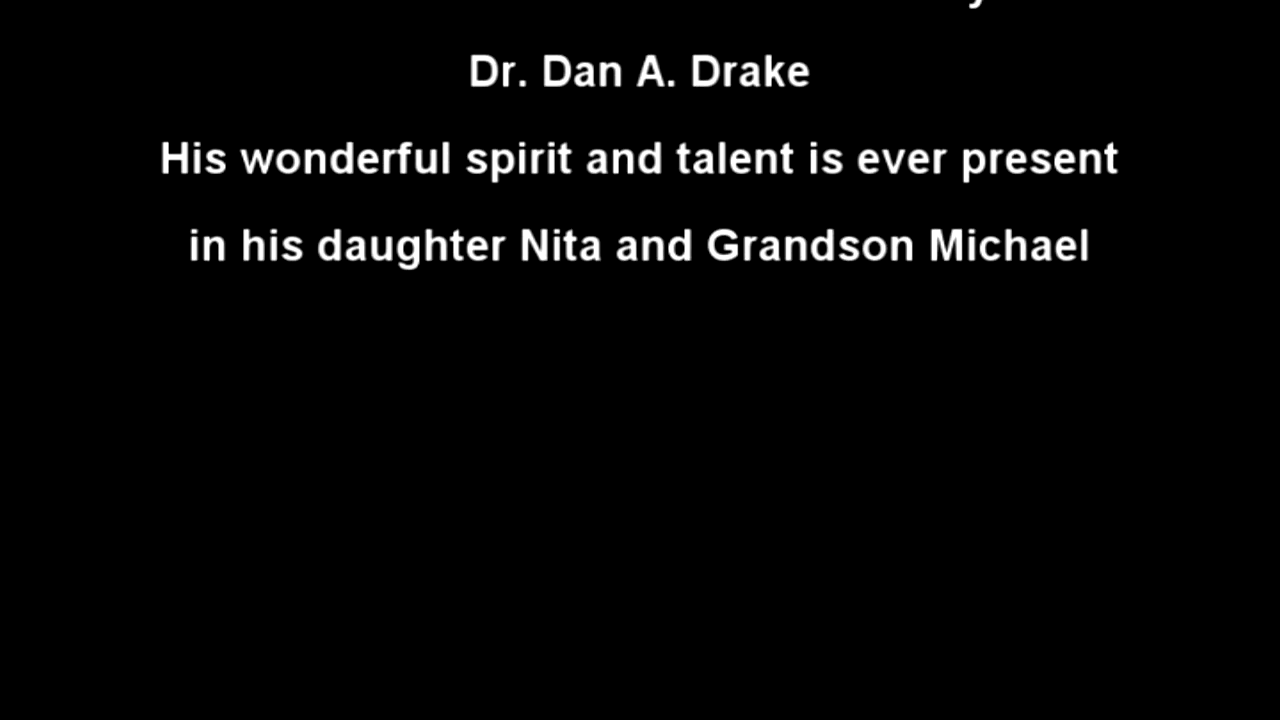 Dr. Dan A. Drake
His wonderful spirit and talent is ever present
in his daughter Nita and Grandson Michael